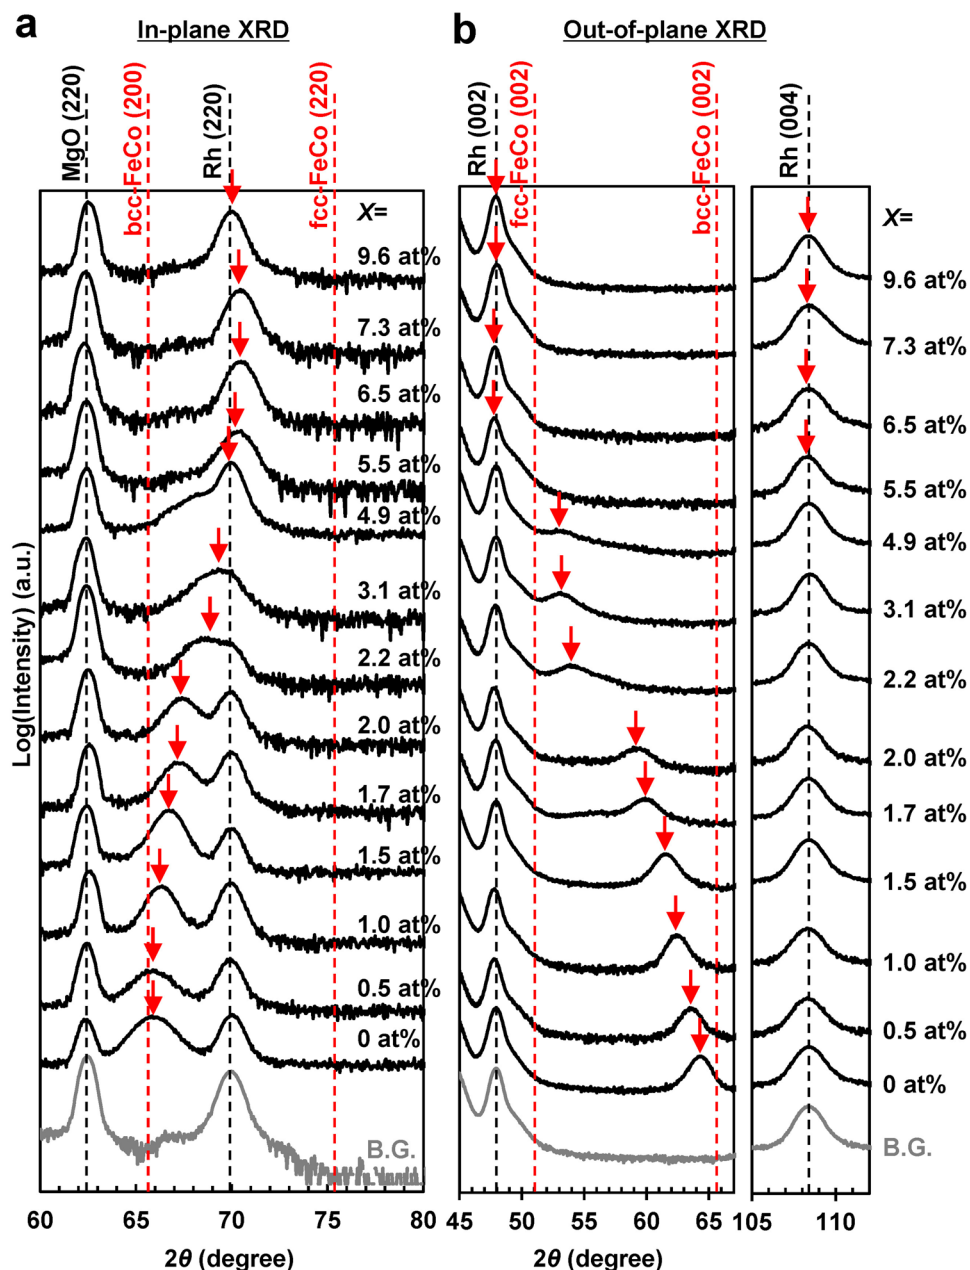 a
In-plane XRD
MgO (220)
bcc-FeCo (200)
Rh (220)
fcc-FeCo (220)
X=
9.6 at%
7.3 at%
6.5 at%
5.5 at%
4.9 at%
3.1 at%
2.2 at%
2.0 at%
1.7 at%
1.5 at%
1.0 at%
0.5 at%
0 at%
B.G.
Log(Intensity) (a.u.)
60 65 70 75 80
2θ (degree)
b
Out-of-plane XRD
Rh (002)
fcc-FeCo (002)
bcc-FeCo (002)
Rh (004)
X=
9.6 at%
7.3 at%
6.5 at%
5.5 at%
4.9 at%
3.1 at%
2.2 at%
2.0 at%
1.7 at%
1.5 at%
1.0 at%
0.5 at%
0 at%
B.G.
45 50 55 60 65 105 110
2θ (degree)